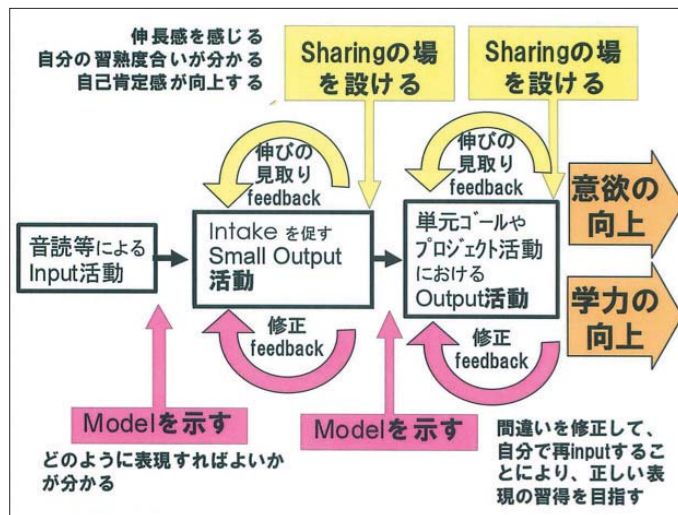 伸長感を感じる
自分の習熟度合いが分かる
自己肯定感が向上する
Sharingの場
を設ける
Sharingの場
を設ける
伸びの
見取り
feedback
伸びの
見取り
feedback
意欲の
向上
音読等による
Input活動
Intake を促す
Small Output
活動
単元ｺﾞｰﾙや
ﾌﾟﾛｼﾞｪｸﾄ活動
における
Output活動
学力の
向上
修正
feedback
修正
feedback
Modelを示す
Modelを示す
どのように表現すればよいか
が分かる
間違いを修正して、
自分で再inputするこ
とにより、正しい表
現の習得を目指す